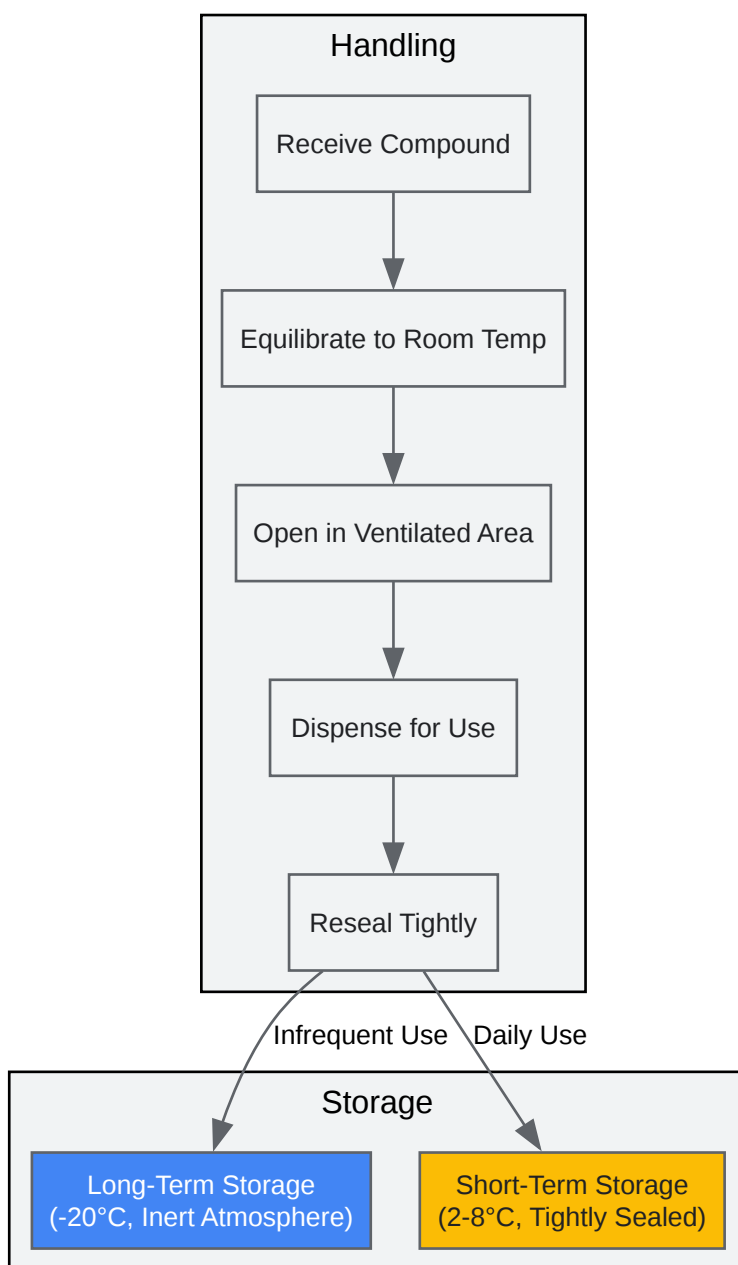 Handling
Receive Compound
Equilibrate to Room Temp
Open in Ventilated Area
Dispense for Use
Reseal Tightly
Infrequent Use
Daily Use
Storage
Long-Term Storage
(-20°C, Inert Atmosphere)
Short-Term Storage
(2-8°C, Tightly Sealed)